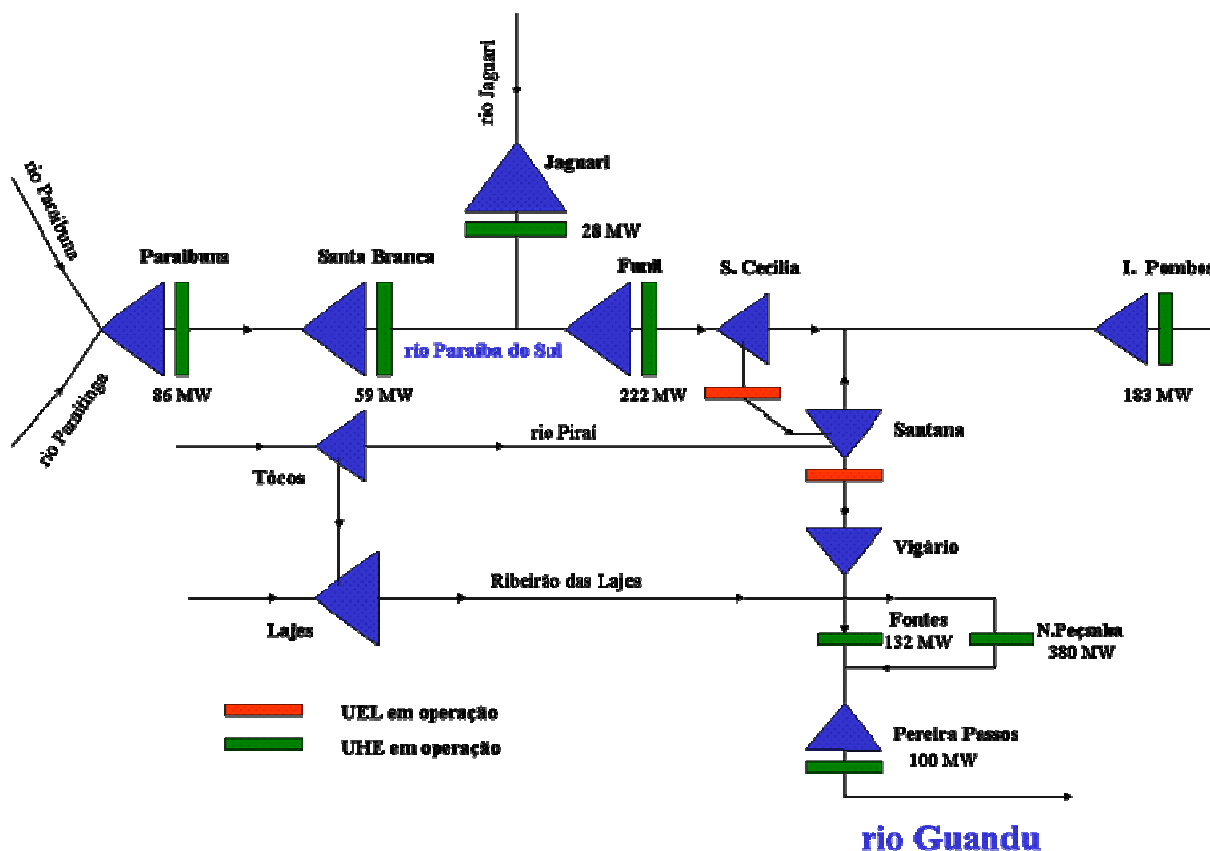 rio Jaguari
Jaguari
28 MW
rio Paraibuna
Paraibuna
Santa Branca
Funil
S. Cecília
I. Pombos
rio Paraíba do Sul
rio Paraitinga
86 MW
59 MW
222 MW
183 MW
rio Piraí
Santana
Tócos
Vigário
Ribeirão das Lajes
Lajes
Fontes
132 MW
N.Peçanha
380 MW
UEL em operação
UHE em operação
Pereira Passos
100 MW
rio Guandu